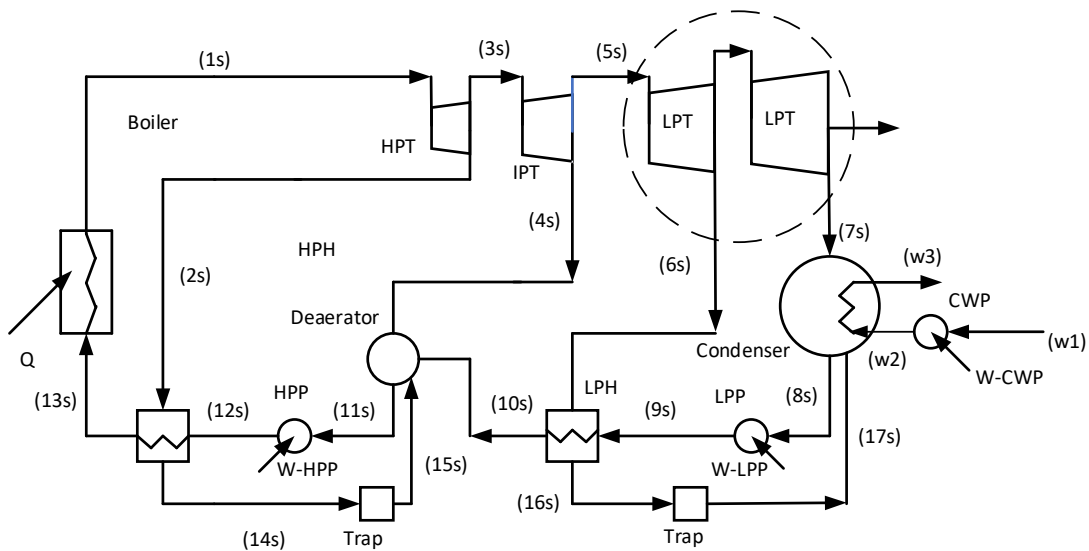 (1s)
(3s)
(5s)
Boiler
HPT
IPT
LPT
LPT
(4s)
(7s)
(2s)
HPH
(6s)
(w3)
CWP
Deaerator
Condenser
(w2)
(w1)
Q
W-CWP
(13s)
(12s)
HPP
(11s)
(10s)
LPH
(9s)
LPP
(8s)
(17s)
W-HPP
(15s)
W-LPP
(16s)
(14s)
Trap
Trap